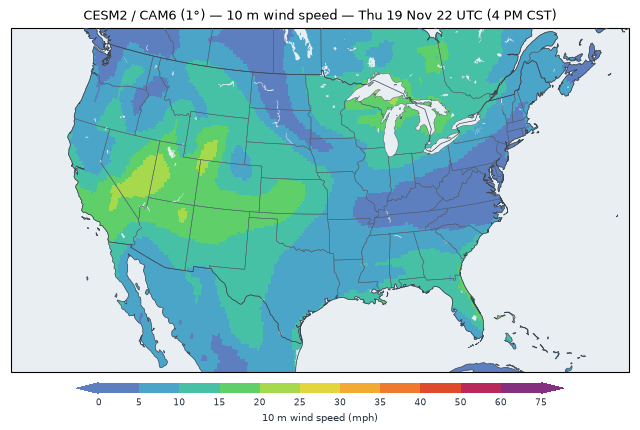 CESM2 / CAM6 (1°) — 10 m wind speed — Thu 19 Nov 22 UTC (4 PM CST)
0 5 10 15 20 25 30 35 40 50 60 75
10 m wind speed (mph)